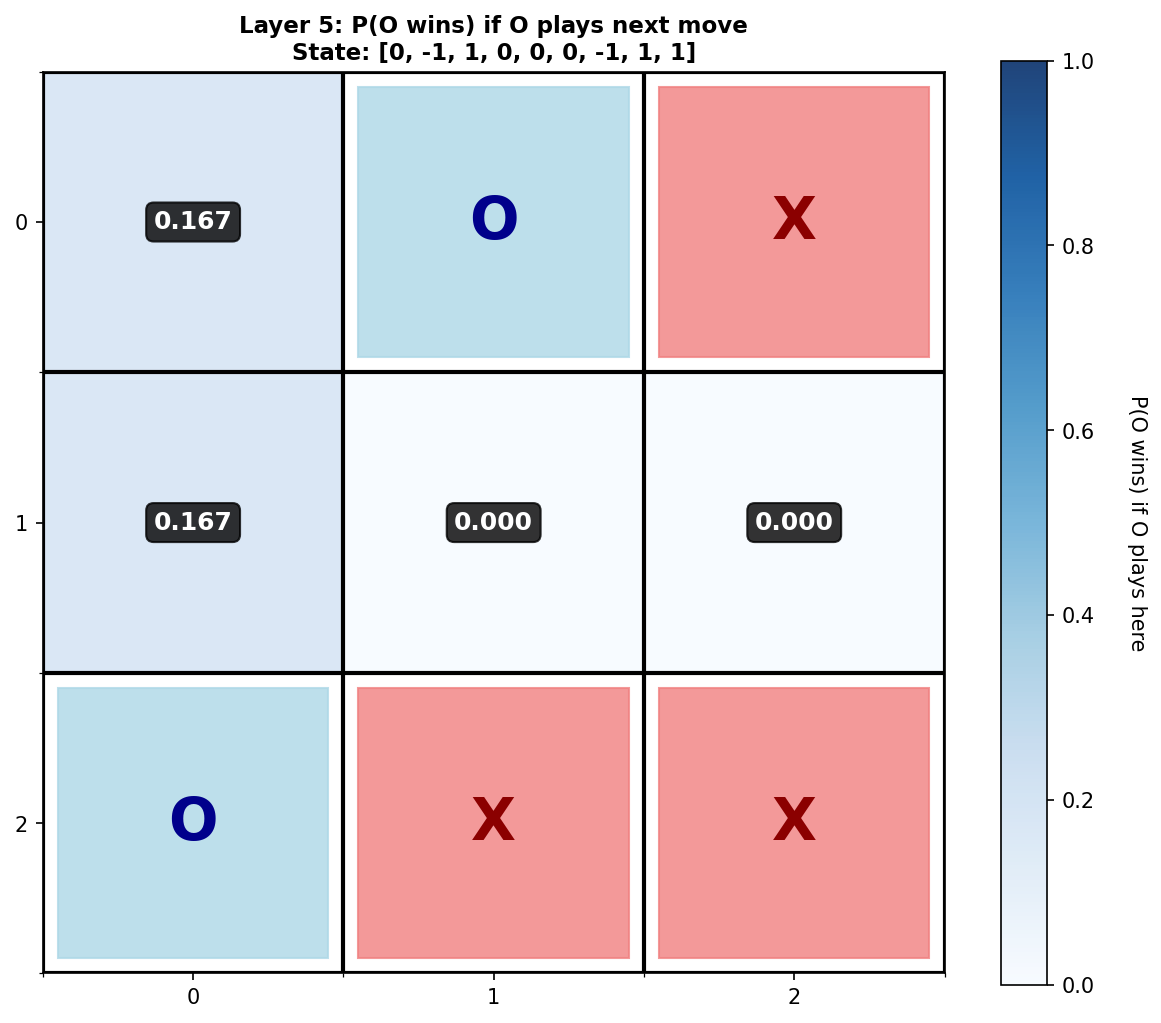 Layer 5: P(O wins) if O plays next move
State: [0, -1, 1, 0, 0, 0, -1, 1, 1]
0
0.167
O
X
1
0.167
0.000
0.000
2
O
X
X
0
1
2
1.0
0.8
0.6
0.4
0.2
0.0
P(O wins) if O plays here